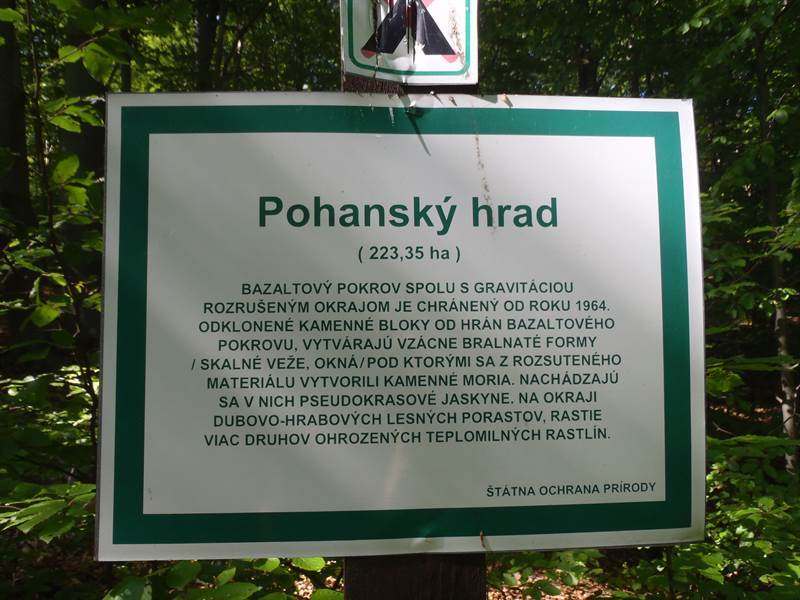 Pohanský hrad
( 223,35 ha )
BAZALTOVÝ POKROV SPOLU S GRAVITÁCIOU
ROZRUŠENÝM OKRAJOM JE CHRÁNENÝ OD ROKU 1964.
ODKLONENÉ KAMENNÉ BLOKY OD HRÁN BAZALTOVÉHO
POKROVU, VYTVÁRAJÚ VZÁCNE BRALNATÉ FORMY
/ SKALNÉ VEŽE, OKNÁ/POD KTORÝMI SA Z ROZSUTENÉHO
MATERIÁLU VYTVORILI KAMENNÉ MORIA. NACHÁDZAJÚ
SA V NICH PSEUDOKRASOVÉ JASKYNE. NA OKRAJI
DUBOVO-HRABOVÝCH LESNÝCH PORASTOV, RASTIE
VIAC DRUHOV OHROZENÝCH TEPLOMILNÝCH RASTLÍN.
ŠTÁTNA OCHRANA PRÍRODY